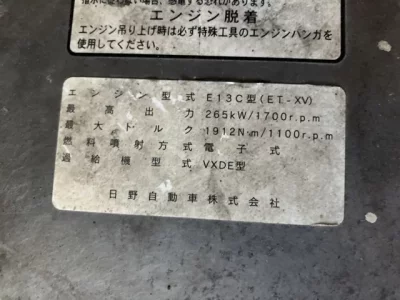 エンジン脱着
エンジン吊り上げ時は必ず特殊工具のエンジンハンガを
使用してください。
エンジン型式 E13C型(ET-XV)
最高出力 265kW/1700r.p.m
最大トルク 1912N·m/1100r.p.m
燃料噴射方式 電子式
過給機型式 VXDE型
日野自動車株式会社